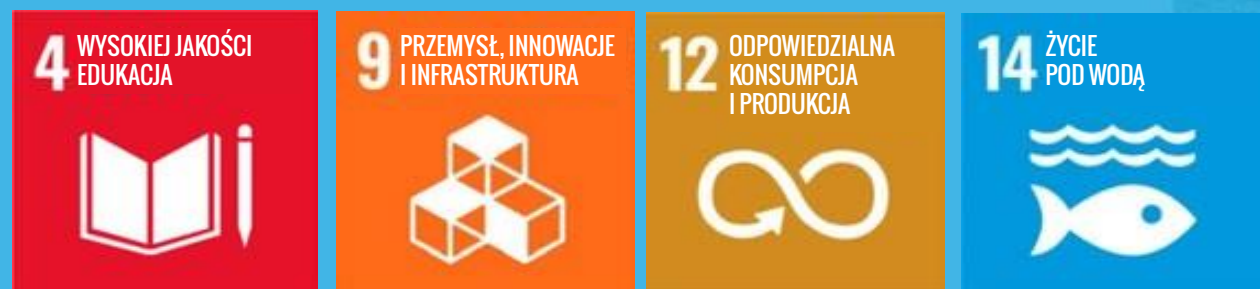 4 WYSOKIEJ JAKOŚCI
EDUKACJA
9 PRZEMYSŁ, INNOWACJE
I INFRASTRUKTURA
12 ODPOWIEDZIALNA
KONSUMPCJA
I PRODUKCJA
14 ŻYCIE
POD WODĄ